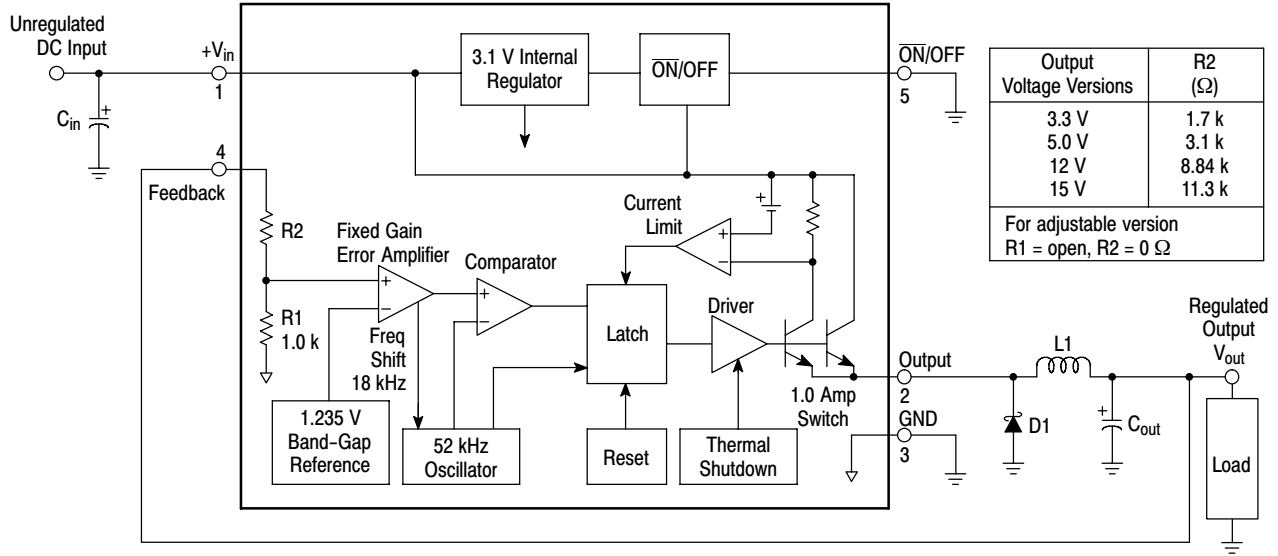 Unregulated
DC Input
+Vin
1
Cin
+
4
Feedback
3.1 V Internal
Regulator
O̅N̅/OFF
O̅N̅/OFF
5
Output
Voltage Versions
R2
(Ω)
3.3 V
1.7 k
5.0 V
3.1 k
12 V
8.84 k
15 V
11.3 k
For adjustable version
R1 = open, R2 = 0 Ω
R2
R1
1.0 k
Fixed Gain
Error Amplifier
+
−
Freq
Shift
18 kHz
Comparator
+
−
Current
Limit
+
−
+
Latch
Driver
1.0 Amp
Switch
1.235 V
Band-Gap
Reference
52 kHz
Oscillator
Reset
Thermal
Shutdown
Output
2
GND
3
D1
L1
+
Cout
Regulated
Output
Vout
Load